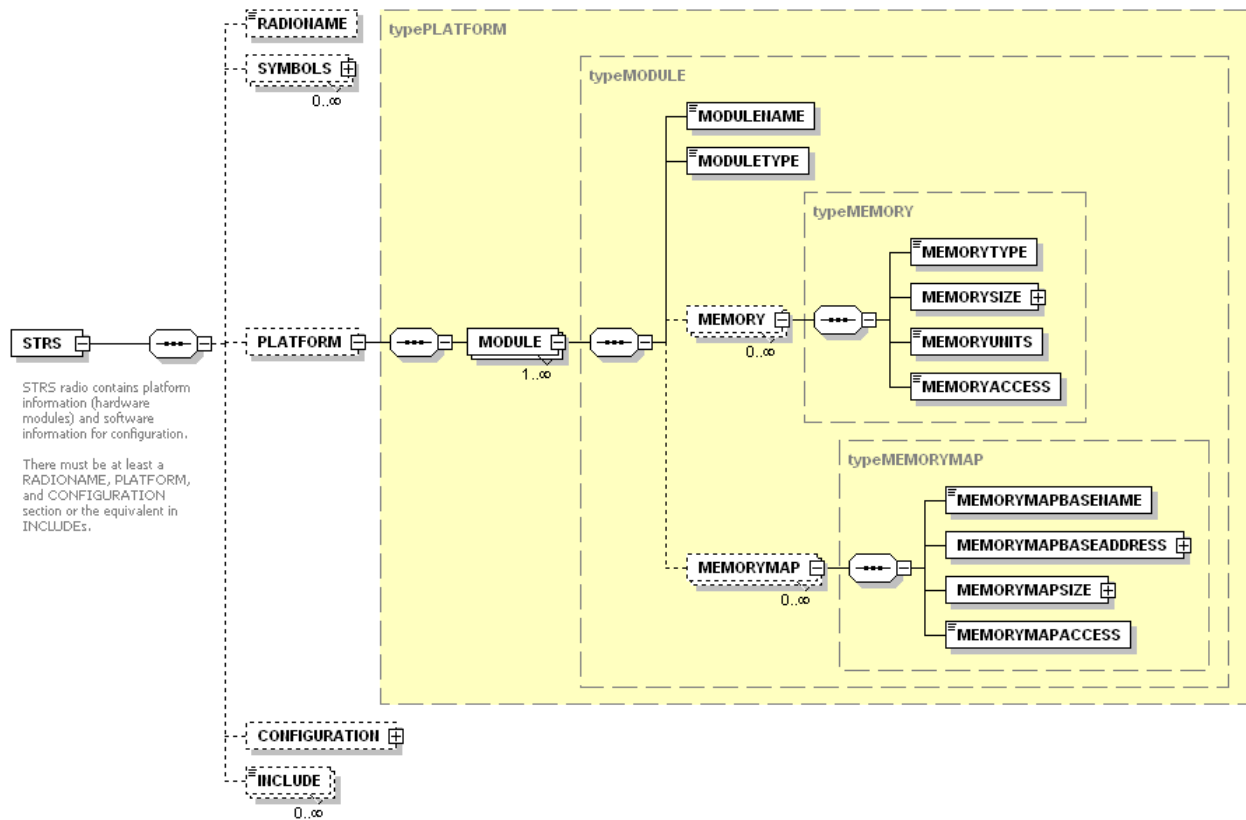 RADIONAME
typePLATFORM
SYMBOLS
0..∞
typeMODULE
MODULENAME
MODULETYPE
typeMEMORY
MEMORYTYPE
MEMORYSIZE
STRS
PLATFORM
MODULE
1..∞
MEMORY
0..∞
MEMORYUNITS
MEMORYACCESS
STRS radio contains platform
information (hardware
modules) and software
information for configuration.
There must be at least a
RADIONAME, PLATFORM,
and CONFIGURATION
section or the equivalent in
INCLUDEs.
typeMEMORYMAP
MEMORYMAPBASENAME
MEMORYMAPBASEADDRESS
MEMORYMAP
0..∞
MEMORYMAPSIZE
MEMORYMAPACCESS
CONFIGURATION
INCLUDE
0..∞